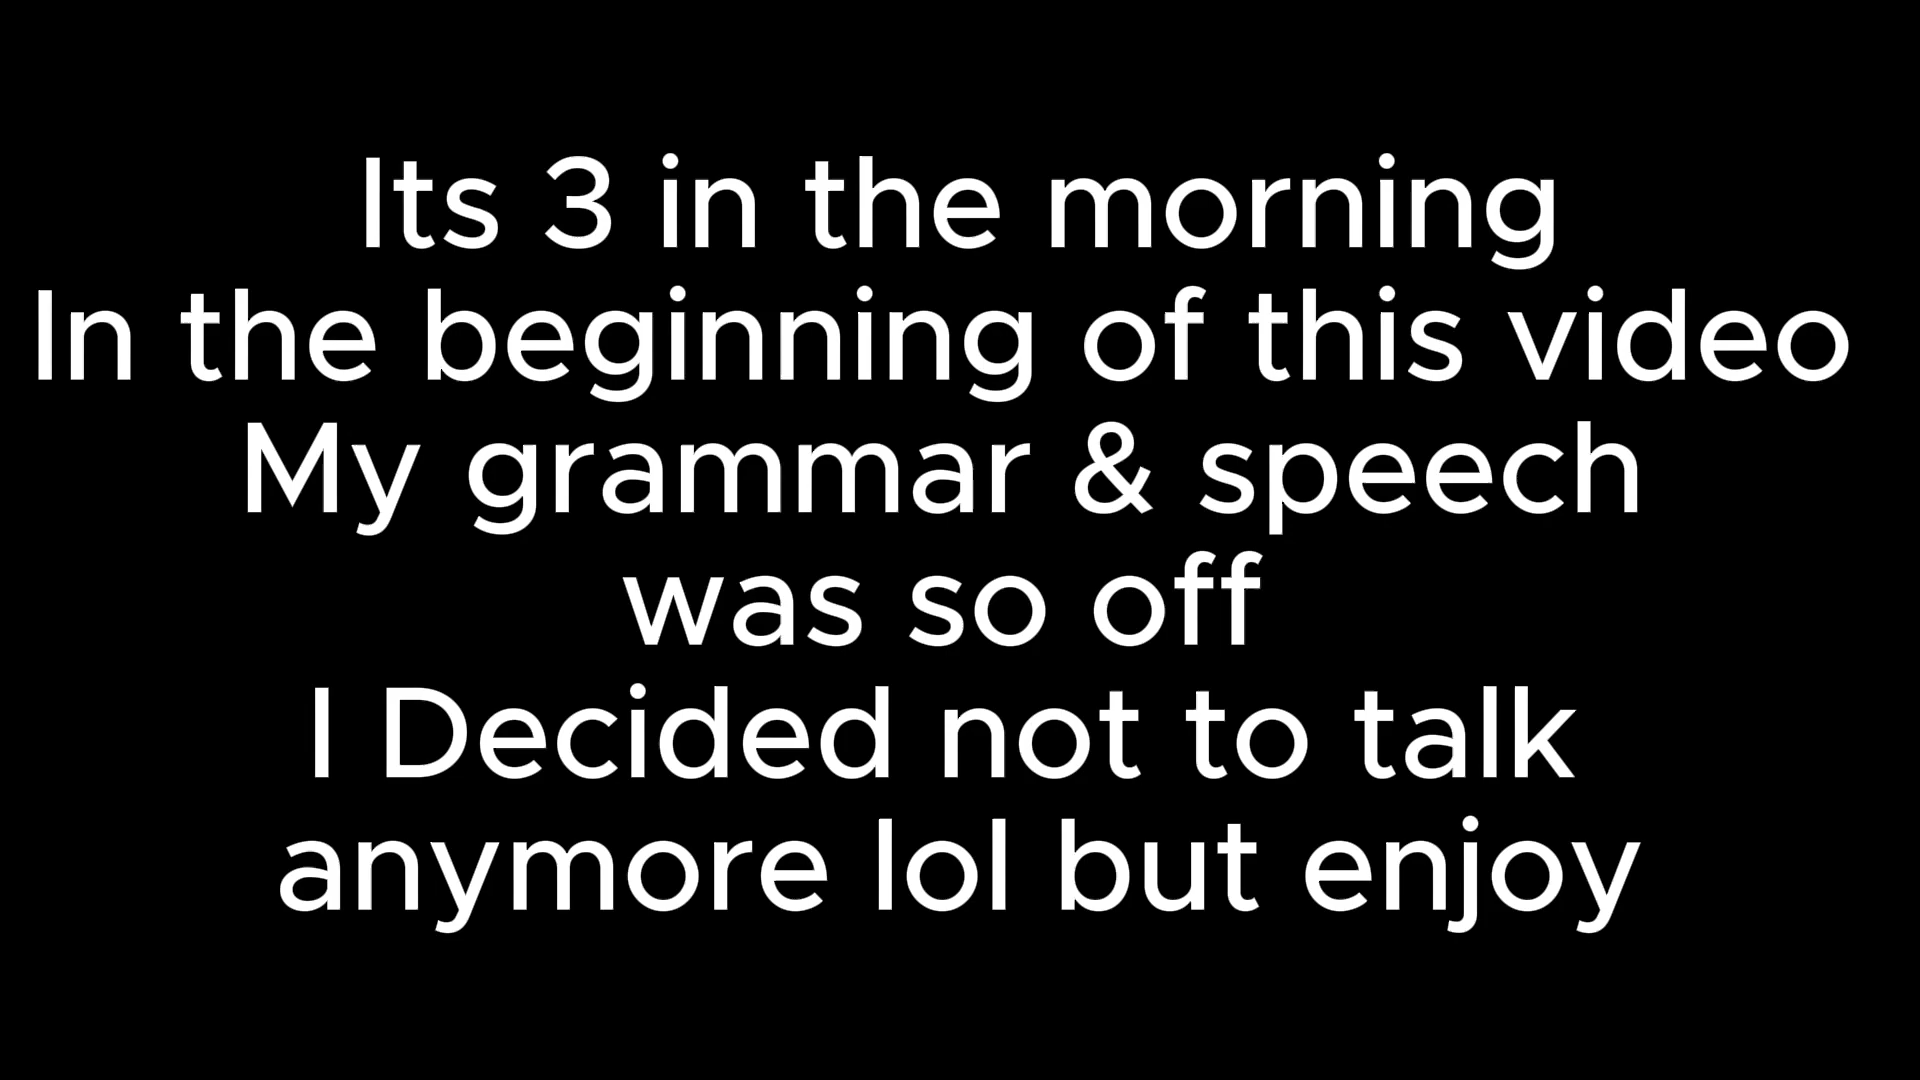 Its 3 in the morning
In the beginning of this video
My grammar & speech
was so off
I Decided not to talk
anymore lol but enjoy